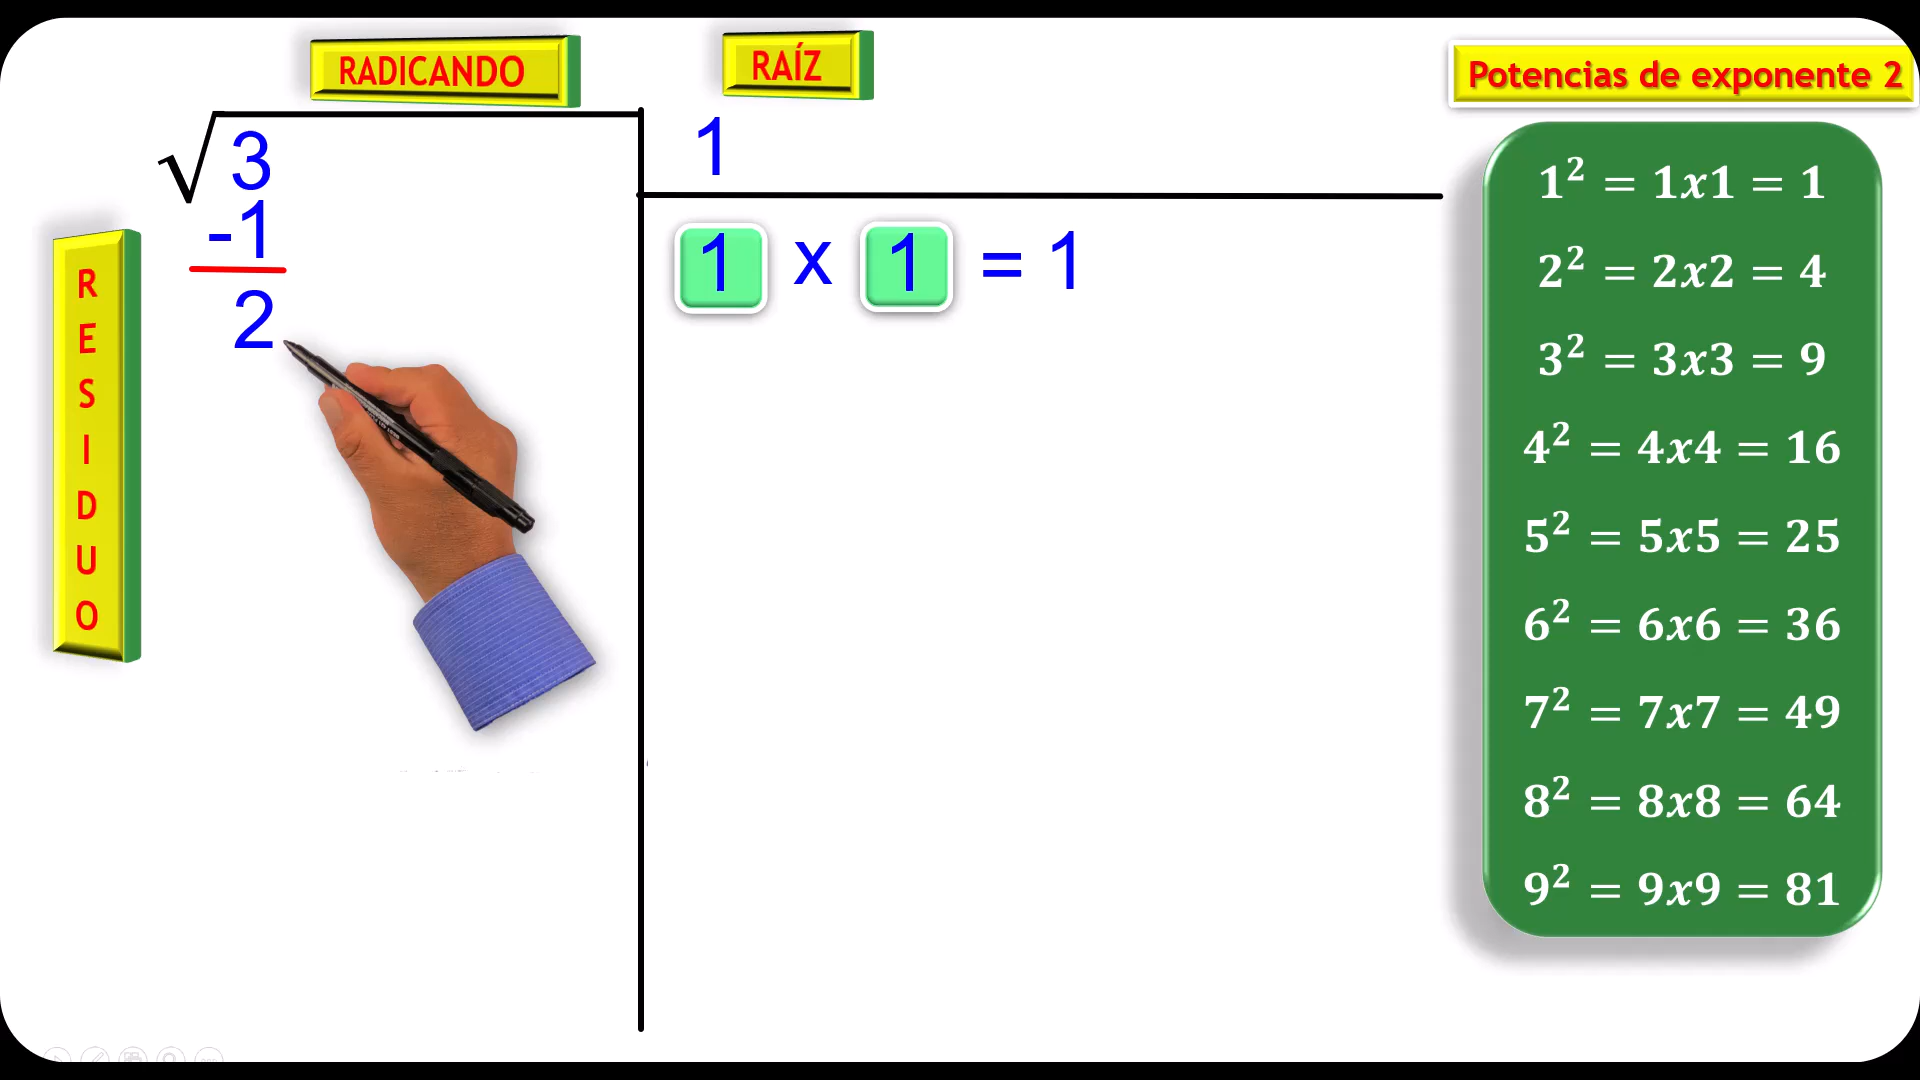 RADICANDO
RAÍZ
Potencias de exponente 2
√3
1
-1
2
1 x 1 = 1
R
E
S
I
D
U
O
1² = 1x1 = 1
2² = 2x2 = 4
3² = 3x3 = 9
4² = 4x4 = 16
5² = 5x5 = 25
6² = 6x6 = 36
7² = 7x7 = 49
8² = 8x8 = 64
9² = 9x9 = 81